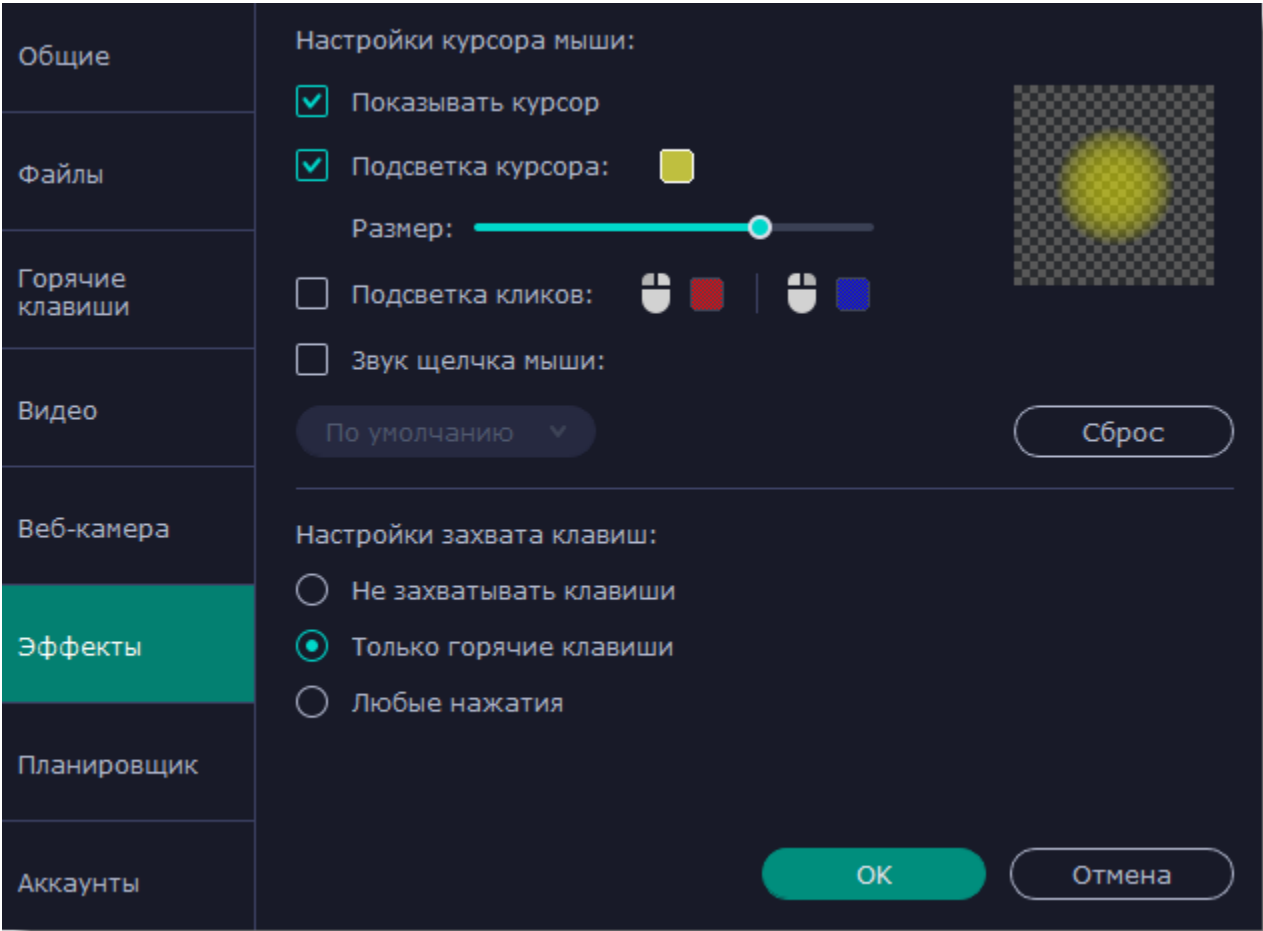 Общие
Файлы
Горячие
клавиши
Видео
Веб-камера
Эффекты
Планировщик
Аккаунты
Настройки курсора мыши:
Показывать курсор
Подсветка курсора:
Размер:
Подсветка кликов:
Звук щелчка мыши:
По умолчанию
Сброс
Настройки захвата клавиш:
Не захватывать клавиши
Только горячие клавиши
Любые нажатия
OK
Отмена